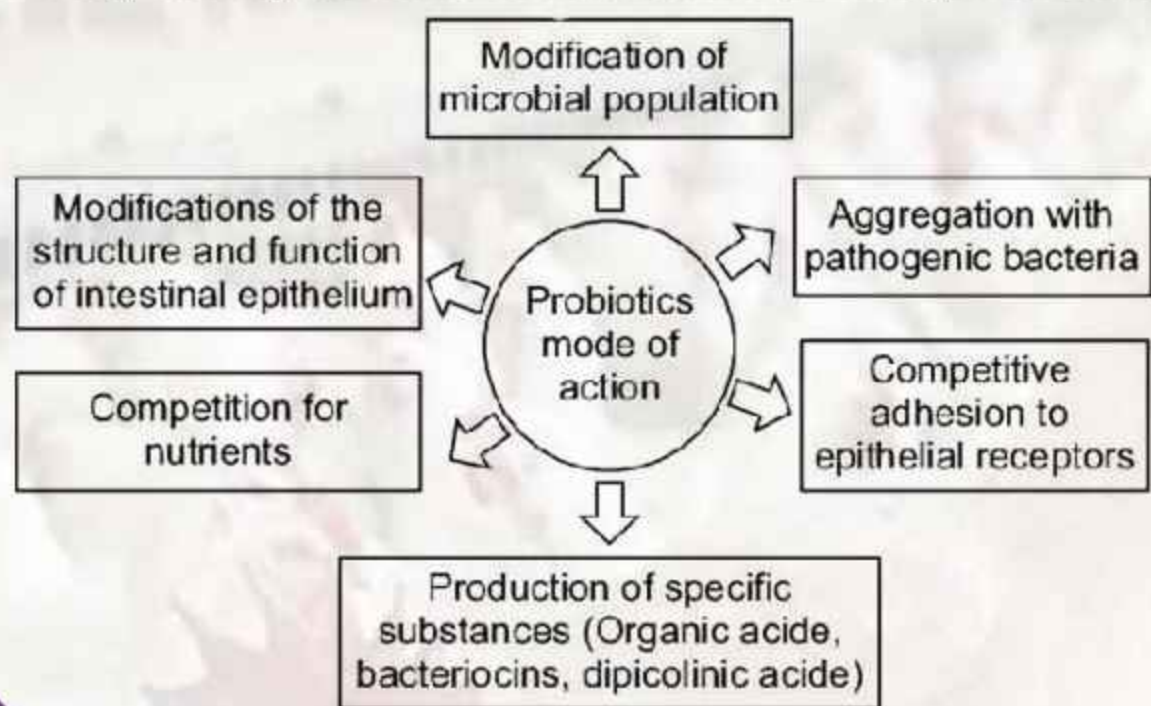 Modification of
microbial population
Modifications of the
structure and function
of intestinal epithelium
Aggregation with
pathogenic bacteria
Probiotics
mode of
action
Competition for
nutrients
Competitive
adhesion to
epithelial receptors
Production of specific
substances (Organic acide,
bacteriocins, dipicolinic acide)